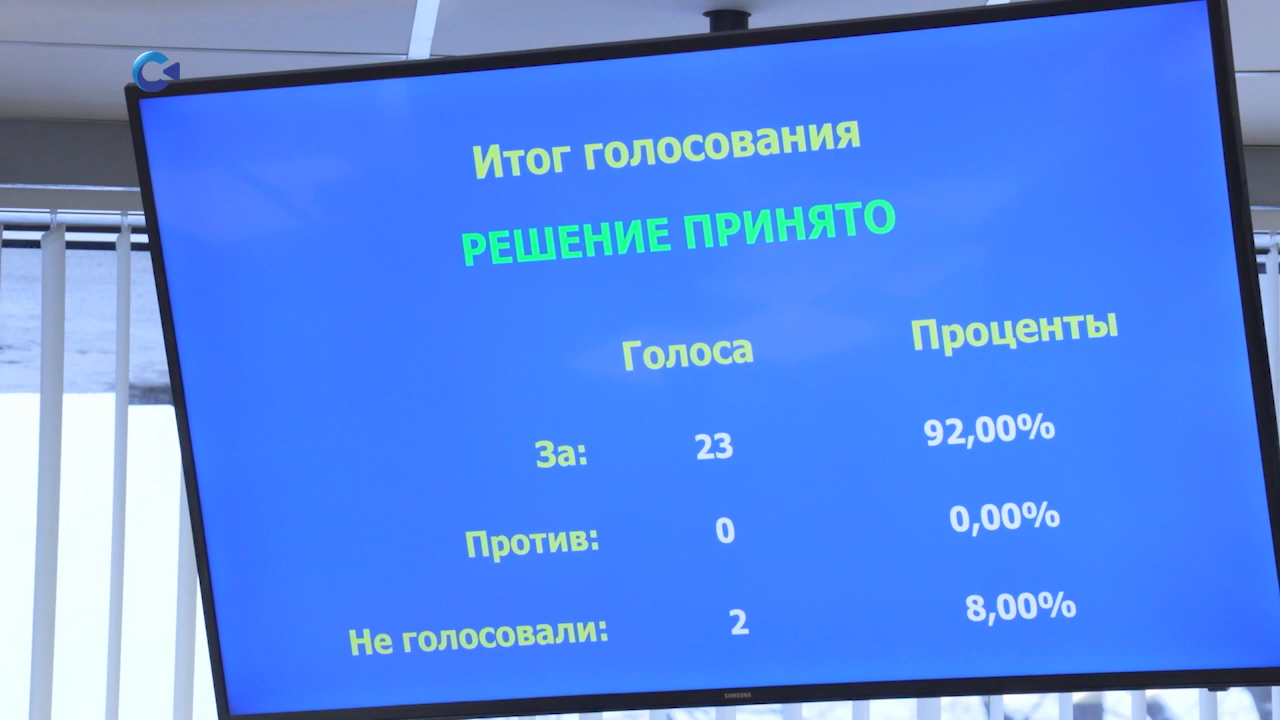 Итог голосования
РЕШЕНИЕ ПРИНЯТО
Голоса Проценты
За: 23 92,00%
Против: 0 0,00%
Не голосовали: 2 8,00%
SAMSUNG